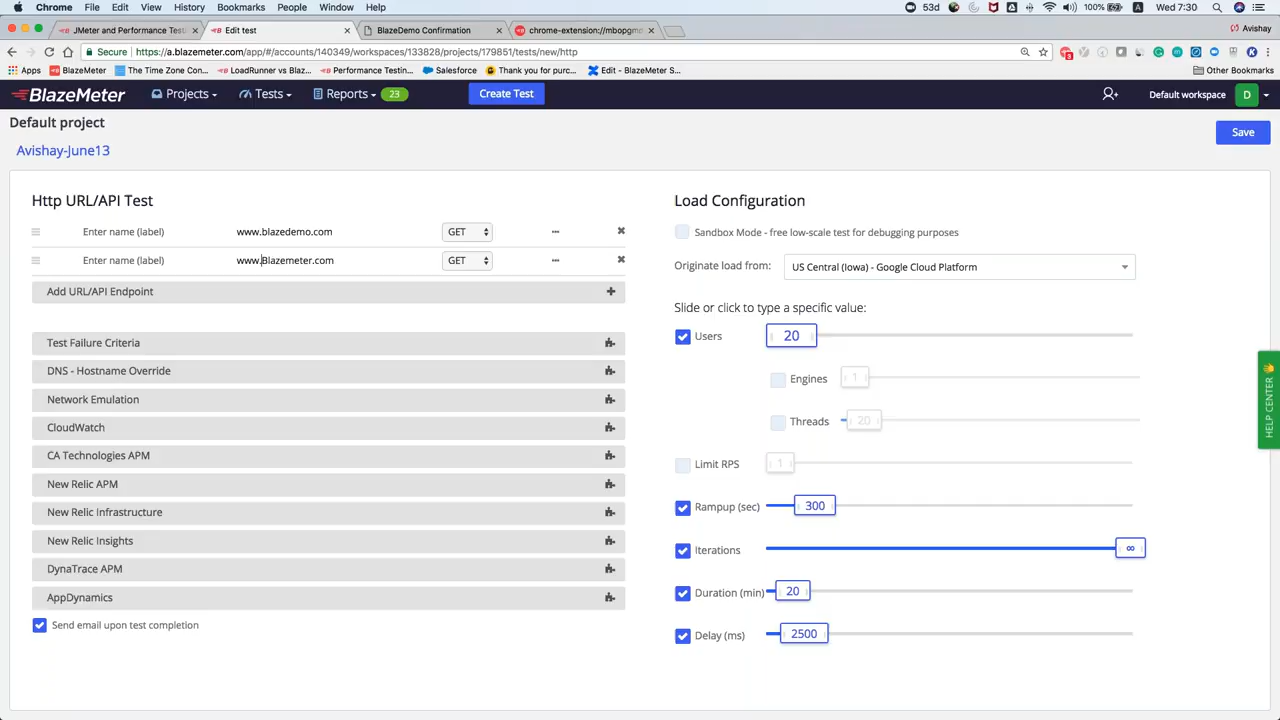 Chrome File Edit View History Bookmarks People Window Help 53d 100% Wed 7:30
JMeter and Performance Testi Edit test BlazeDemo Confirmation chrome-extension://mbopgmd Avishay
Secure https://a.blazemeter.com/app/#/accounts/140349/workspaces/133828/projects/179851/tests/new/http
Apps BlazeMeter The Time Zone Con... LoadRunner vs Blaz... Performance Testin... Salesforce Thank you for purc... Edit - BlazeMeter S... Other Bookmarks
BlazeMeter Projects Tests Reports 23 Create Test Default workspace D
Default project
Save
Avishay-June13
Http URL/API Test
Enter name (label) www.blazedemo.com GET
Enter name (label) www.Blazemeter.com GET
Add URL/API Endpoint
Test Failure Criteria
DNS - Hostname Override
Network Emulation
CloudWatch
CA Technologies APM
New Relic APM
New Relic Infrastructure
New Relic Insights
DynaTrace APM
AppDynamics
Send email upon test completion
Load Configuration
Sandbox Mode - free low-scale test for debugging purposes
Originate load from: US Central (Iowa) - Google Cloud Platform
Slide or click to type a specific value:
Users 20
Engines 1
Threads 20
Limit RPS 1
Rampup (sec) 300
Iterations ∞
Duration (min) 20
Delay (ms) 2500
HELP CENTER